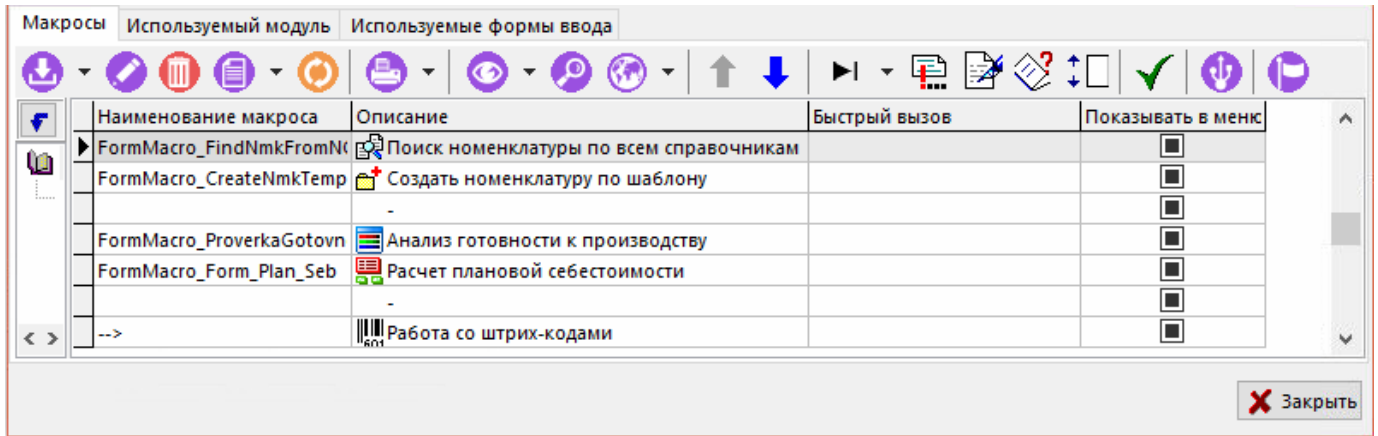 Макросы Используемый модуль Используемые формы ввода
Наименование макроса Описание Быстрый вызов Показывать в меню
FormMacro_FindNmkFromN Поиск номенклатуры по всем справочникам
FormMacro_CreateNmkTemp Создать номенклатуру по шаблону
-
FormMacro_ProverkaGotovn Анализ готовности к производству
FormMacro_Form_Plan_Seb Расчет плановой себестоимости
-
--> Работа со штрих-кодами
Закрыть